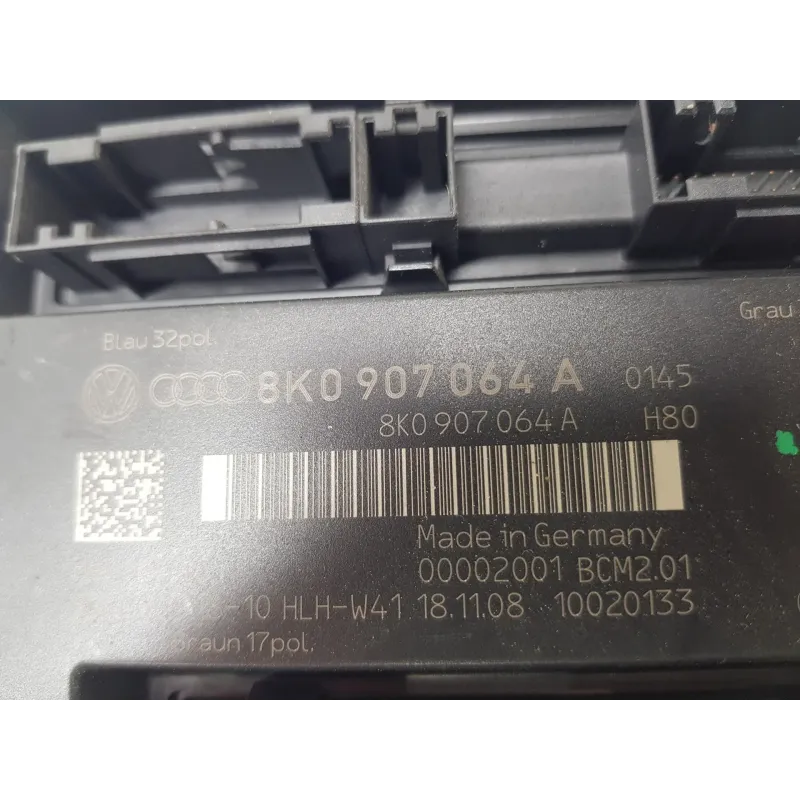 Blau 32pol.
Grau
8K0 907 064 A 0145
8K0 907 064 A H80
Made in Germany
00002001 BCM2.01
-10 HLH-W41 18.11.08 10020133
braun 17pol.